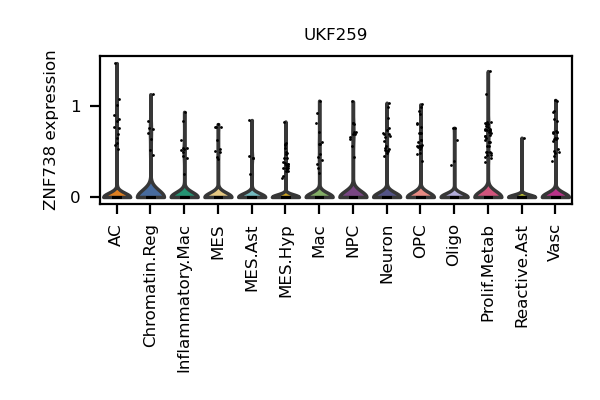 UKF259
ZNF738 expression
1
0
AC
Chromatin.Reg
Inflammatory.Mac
MES
MES.Ast
MES.Hyp
Mac
NPC
Neuron
OPC
Oligo
Prolif.Metab
Reactive.Ast
Vasc